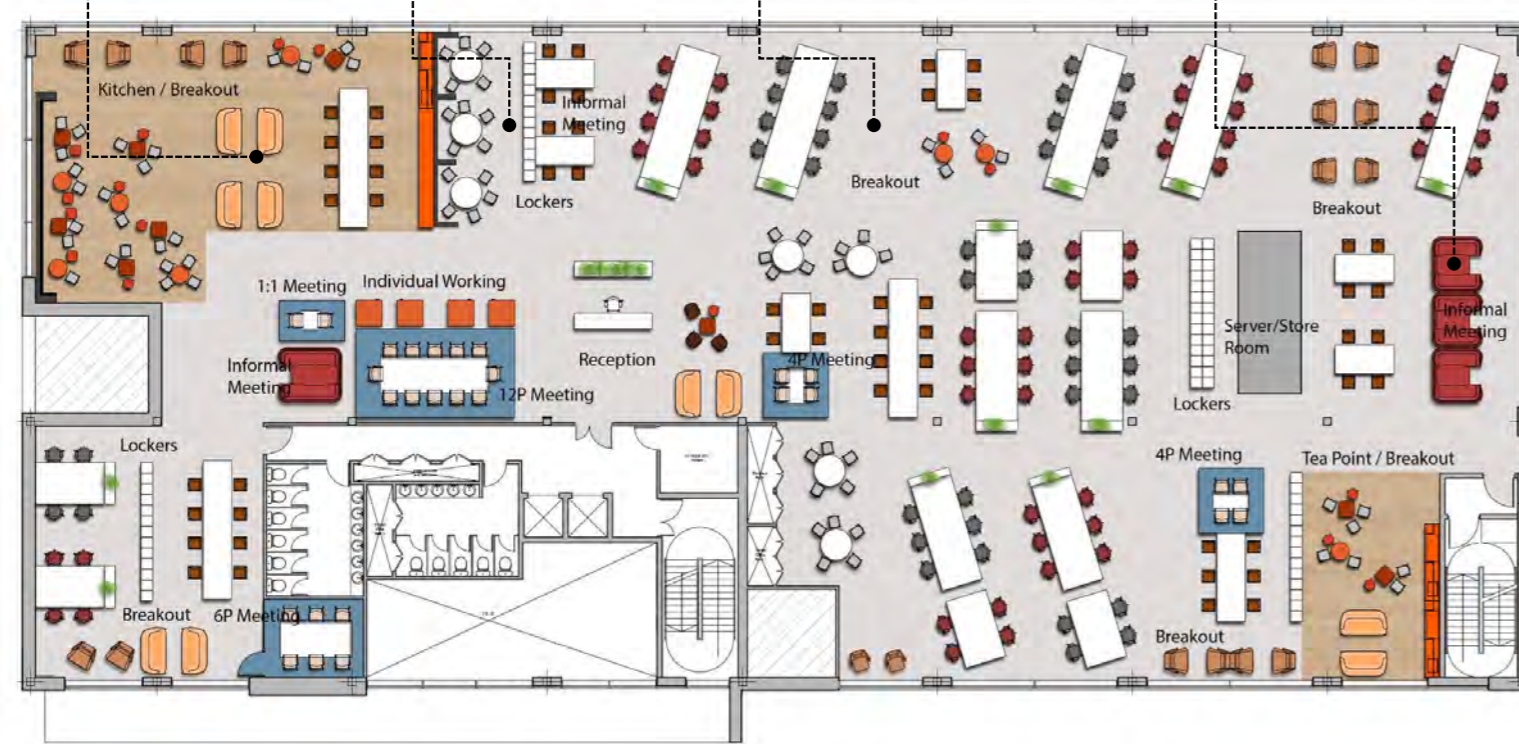 Kitchen / Breakout
Informal
Meeting
Lockers
Breakout
Breakout
1:1 Meeting
Individual Working
Informal
Meeting
12P Meeting
Reception
4P Meeting
Server/Store
Room
Informal
Meeting
Lockers
Lockers
4P Meeting
Tea Point / Breakout
Breakout
6P Meeting
Breakout